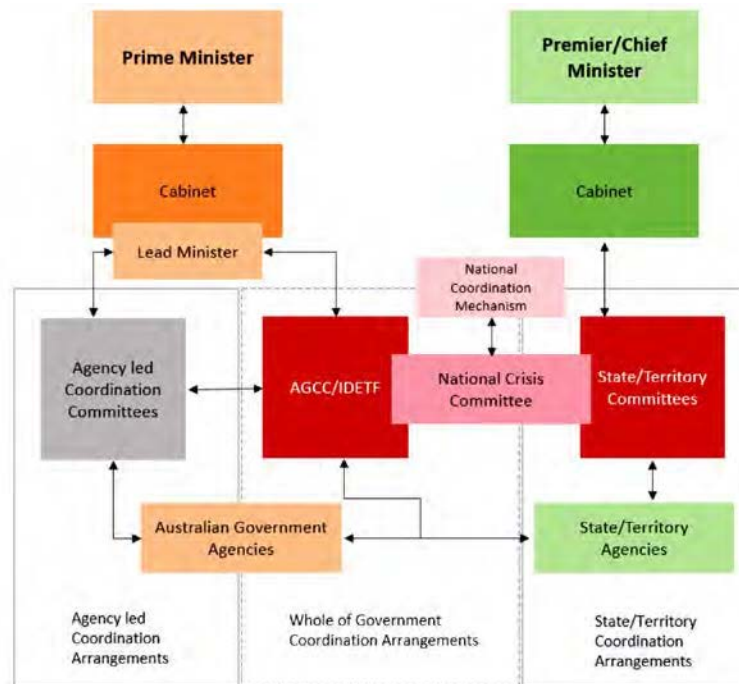 Prime Minister
Premier/Chief
Minister
Cabinet
Cabinet
Lead Minister
National
Coordination
Mechanism
Agency led
Coordination
Committees
AGCC/IDETF
National Crisis
Committee
State/Territory
Committees
Australian Government
Agencies
State/Territory
Agencies
Agency led
Coordination
Arrangements
Whole of Government
Coordination Arrangements
State/Territory
Coordination
Arrangements